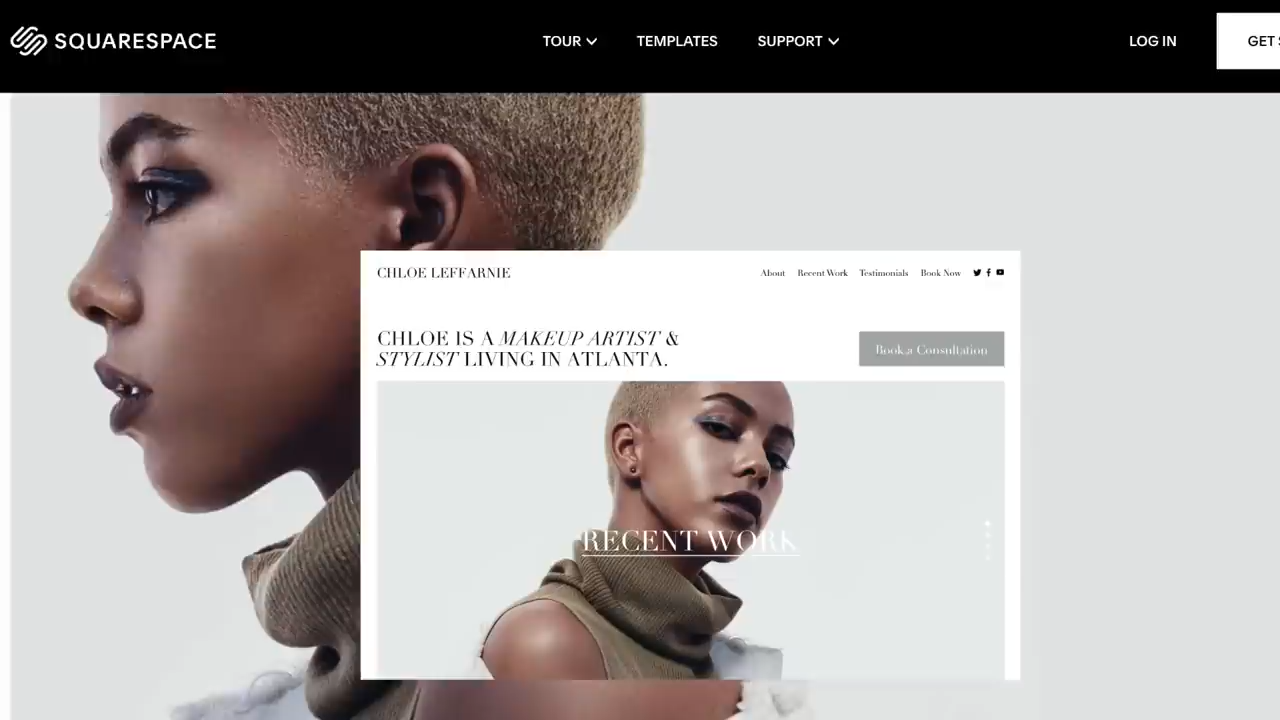 SQUARESPACE
TOUR
TEMPLATES
SUPPORT
LOG IN
GET
CHLOE LEFFARNIE
About
Recent Work
Testimonials
Book Now
CHLOE IS A MAKEUP ARTIST &
STYLIST LIVING IN ATLANTA.
Book a Consultation
RECENT WORK